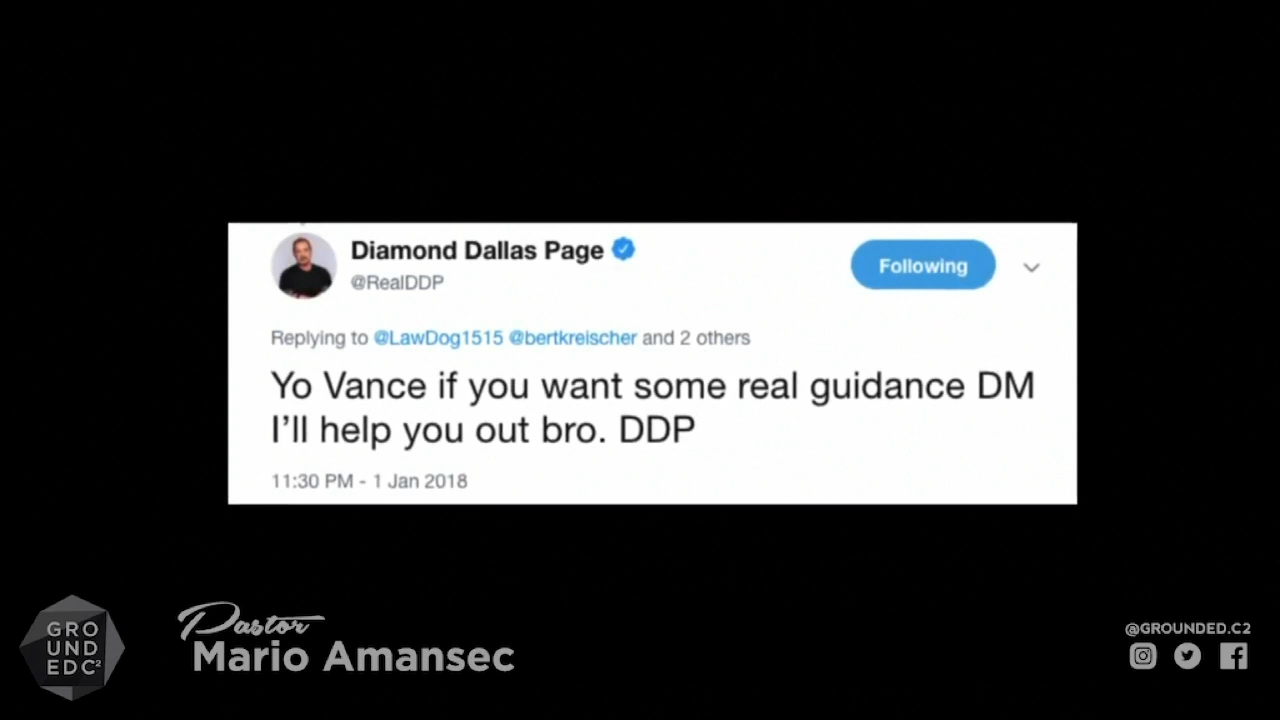 Diamond Dallas Page
@RealDDP
Following
Replying to @LawDog1515 @bertkreischer and 2 others
Yo Vance if you want some real guidance DM
I'll help you out bro. DDP
11:30 PM - 1 Jan 2018
GRO
UND
EDC²
Pastor
Mario Amansec
@GROUNDED.C2